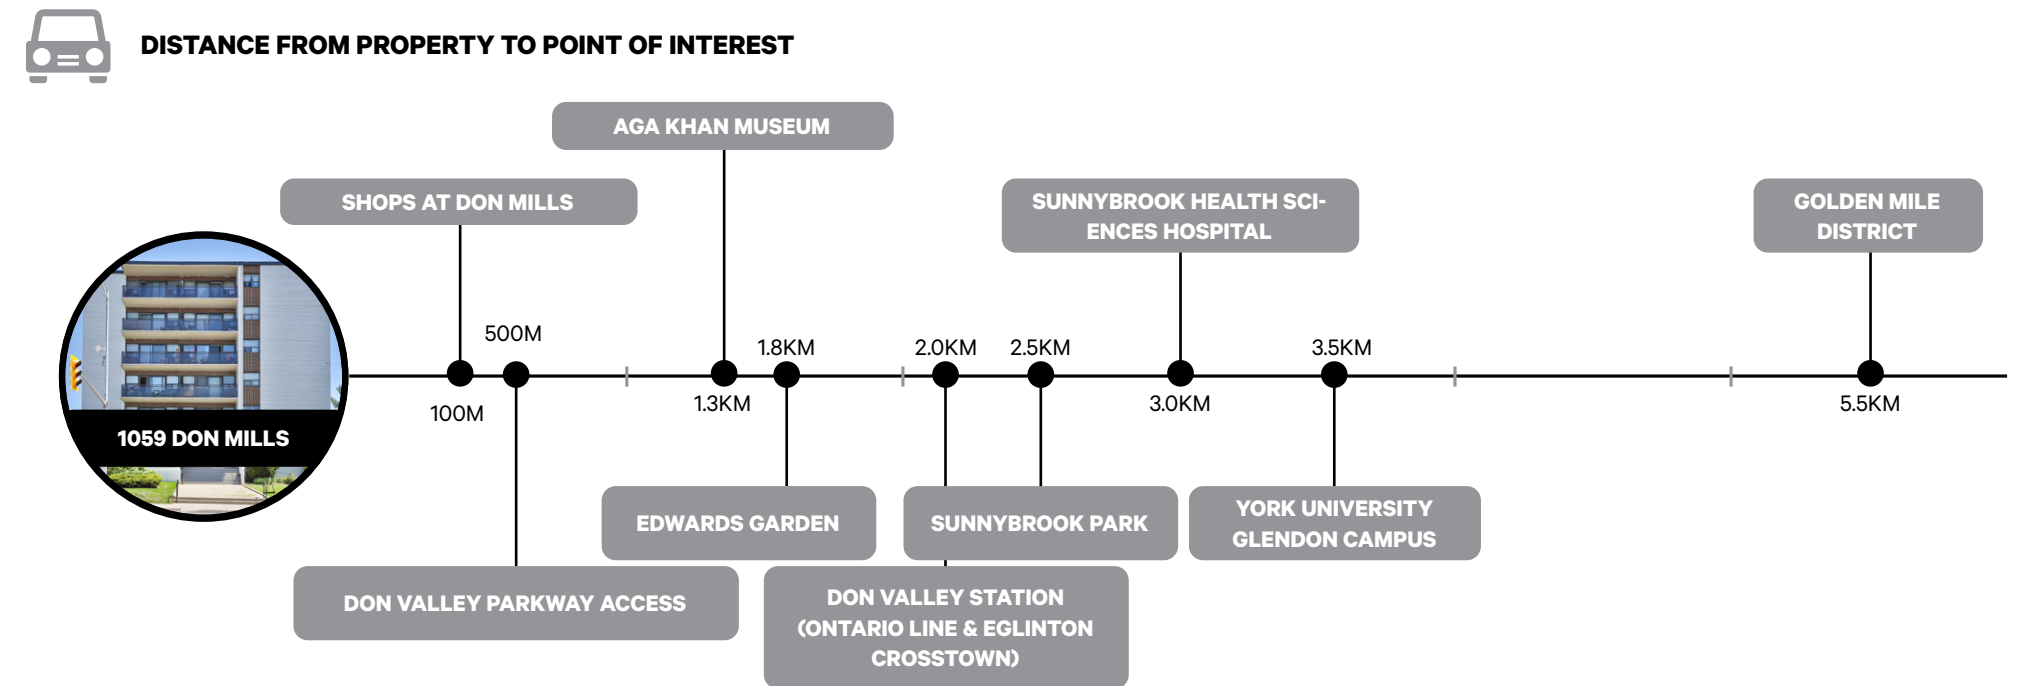 DISTANCE FROM PROPERTY TO POINT OF INTEREST
AGA KHAN MUSEUM
SHOPS AT DON MILLS
SUNNYBROOK HEALTH SCI-
ENCES HOSPITAL
GOLDEN MILE
DISTRICT
500M
1.8KM
2.0KM
2.5KM
3.5KM
100M
1.3KM
3.0KM
5.5KM
1059 DON MILLS
EDWARDS GARDEN
SUNNYBROOK PARK
YORK UNIVERSITY
GLENDON CAMPUS
DON VALLEY PARKWAY ACCESS
DON VALLEY STATION
(ONTARIO LINE & EGLINTON
CROSSTOWN)